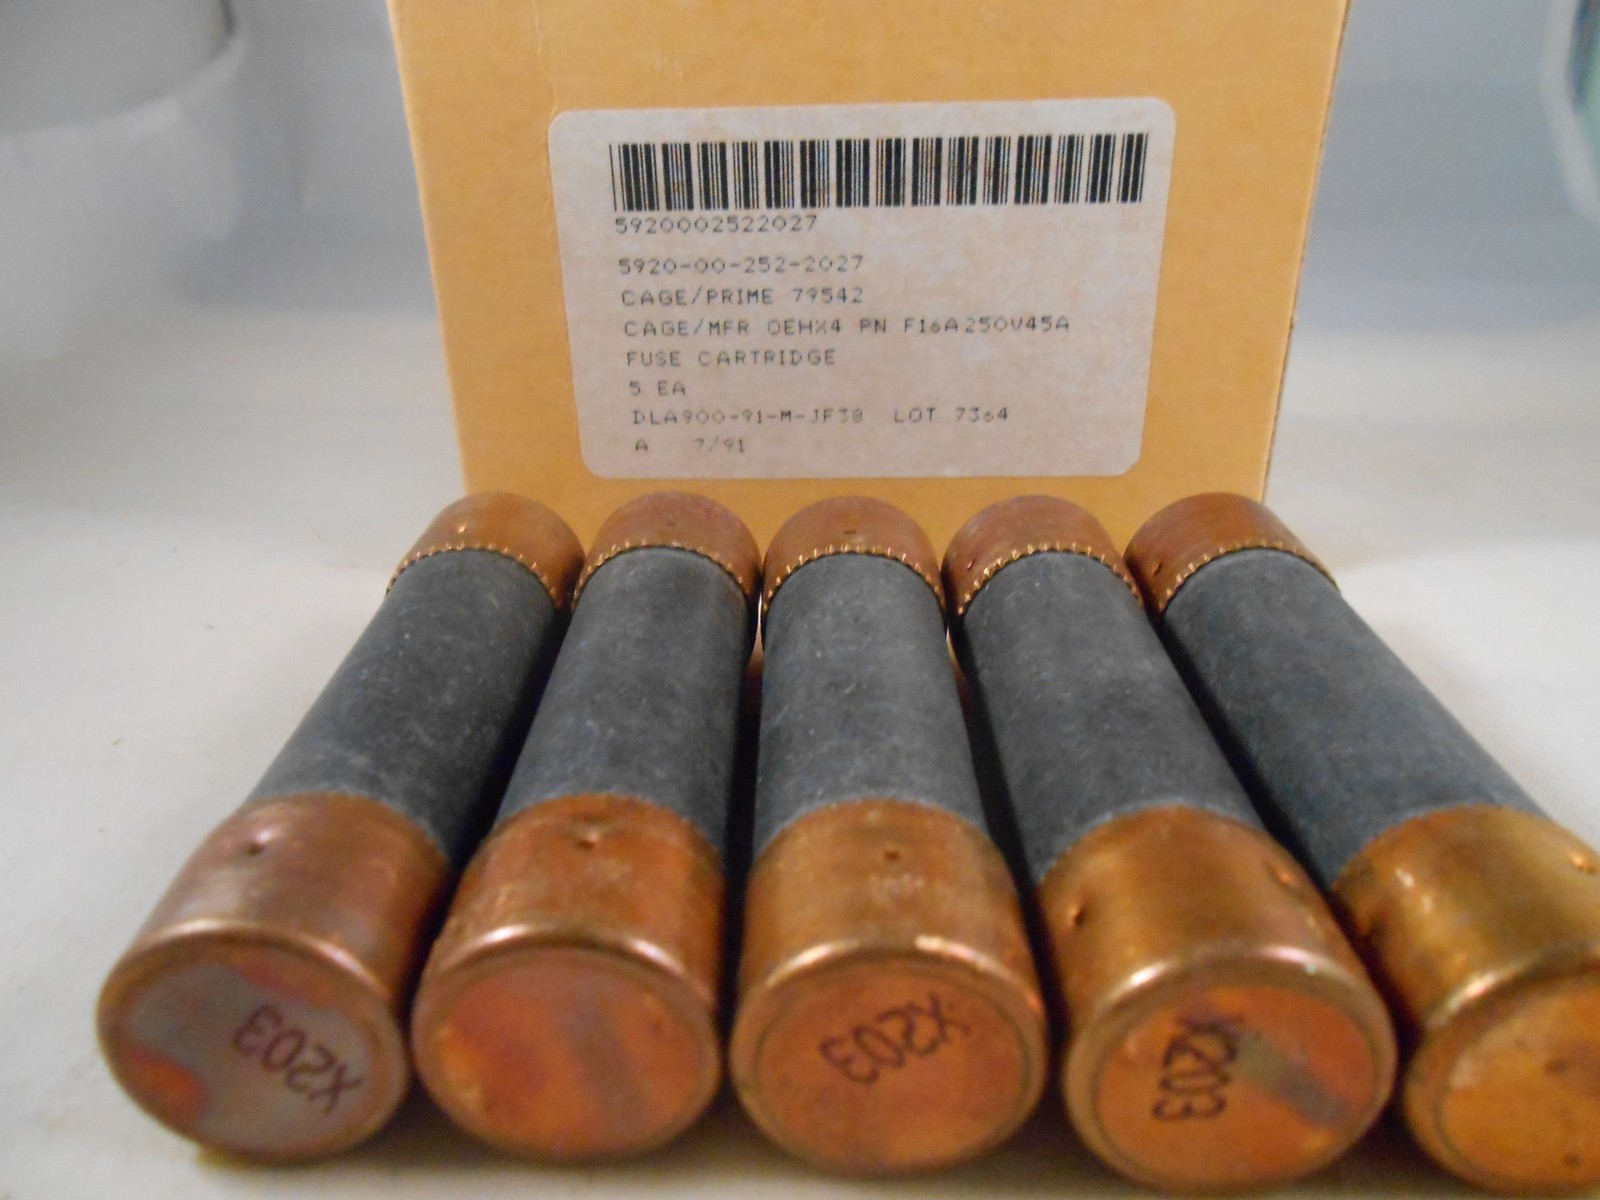 5920002522027
5920-00-252-2027
CAGE/PRIME 79542
CAGE/MFR 0EHX4 PN F16A250V45A
FUSE CARTRIDGE
5 EA
DLA900-91-M-JF38 LOT 7364
A 7/91
X203
X203
X203